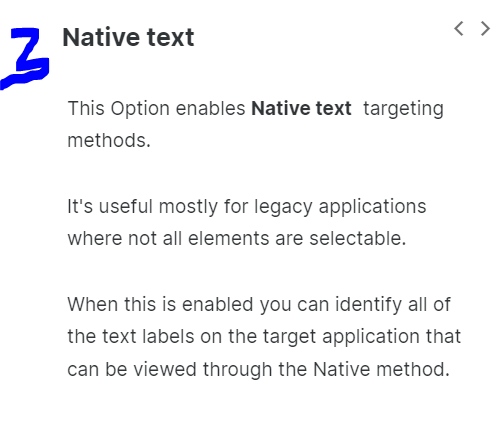 Native text
This Option enables Native text targeting
methods.
It's useful mostly for legacy applications
where not all elements are selectable.
When this is enabled you can identify all of
the text labels on the target application that
can be viewed through the Native method.